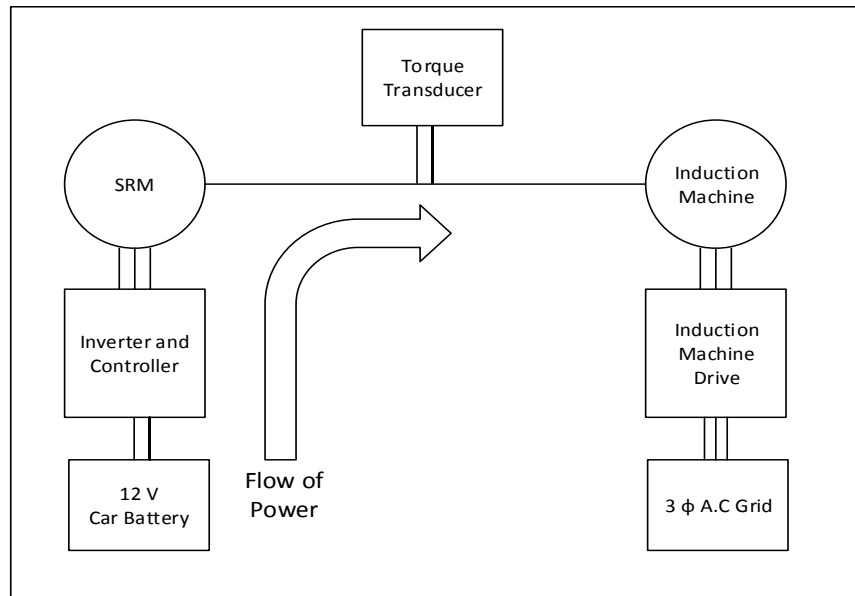 Torque
Transducer
SRM
Induction
Machine
Inverter and
Controller
Induction
Machine
Drive
12 V
Car Battery
Flow of
Power
3 ϕ A.C Grid